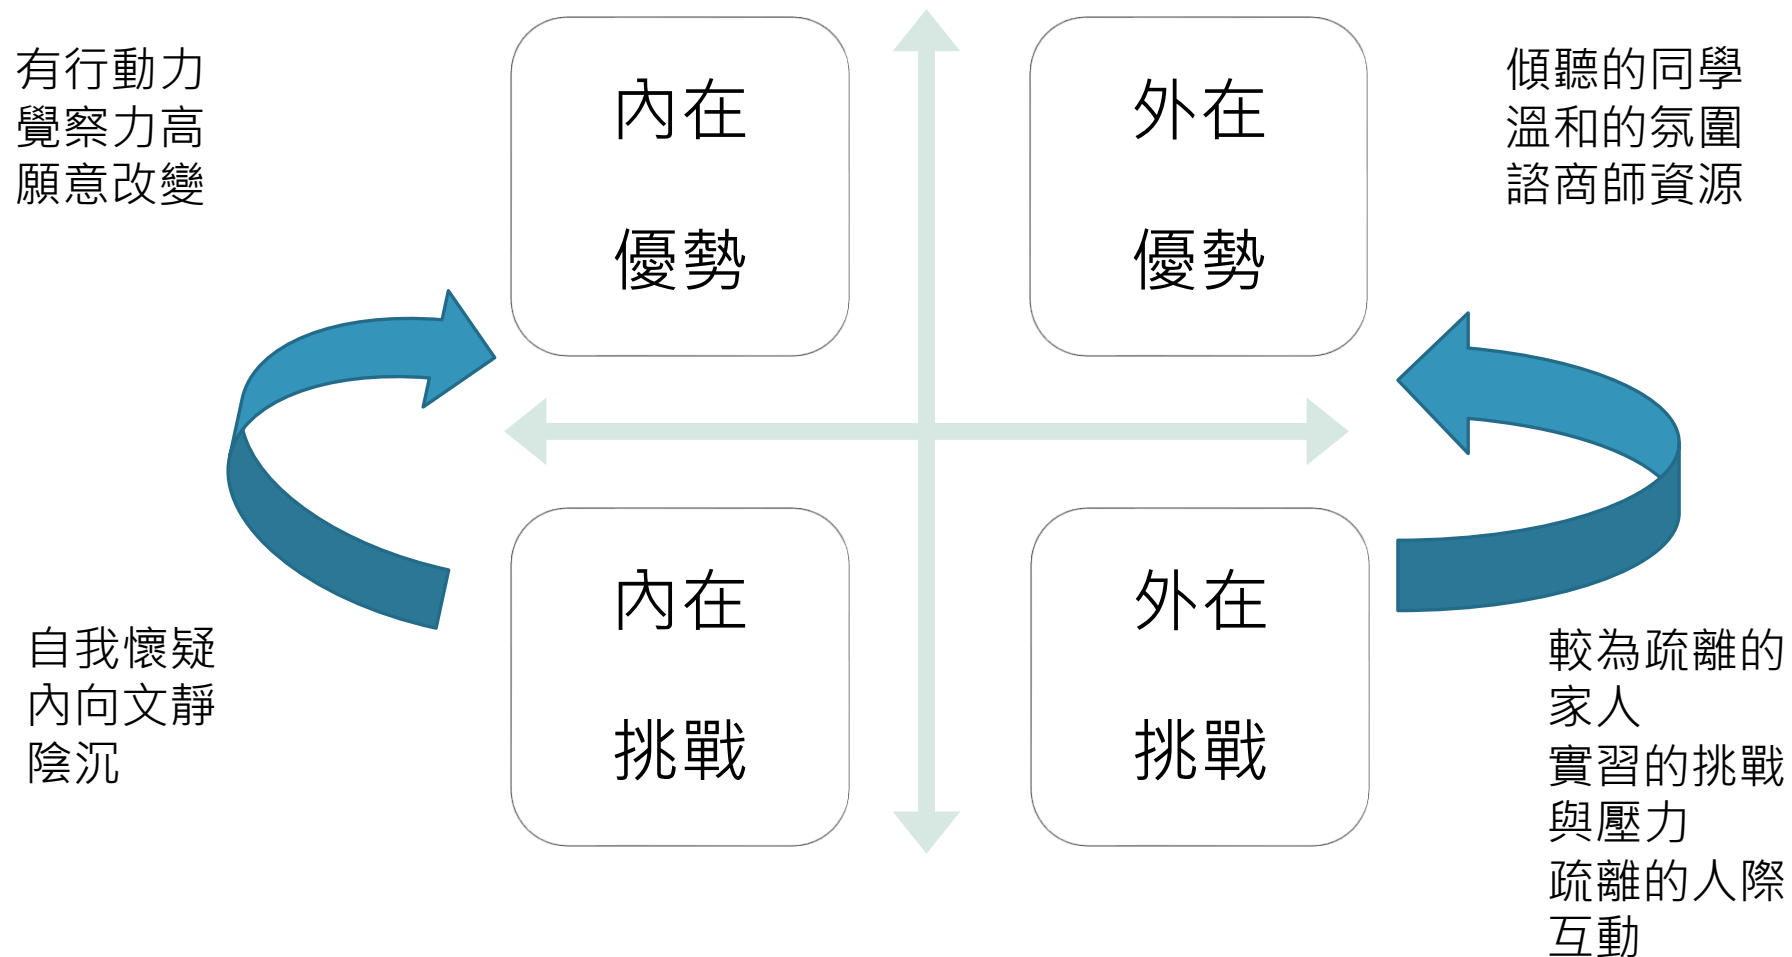 有行動力
覺察力高
願意改變
內在
優勢
外在
優勢
傾聽的同學
溫和的氛圍
諮商師資源
自我懷疑
內向文靜
陰沉
內在
挑戰
外在
挑戰
較為疏離的
家人
實習的挑戰
與壓力
疏離的人際
互動